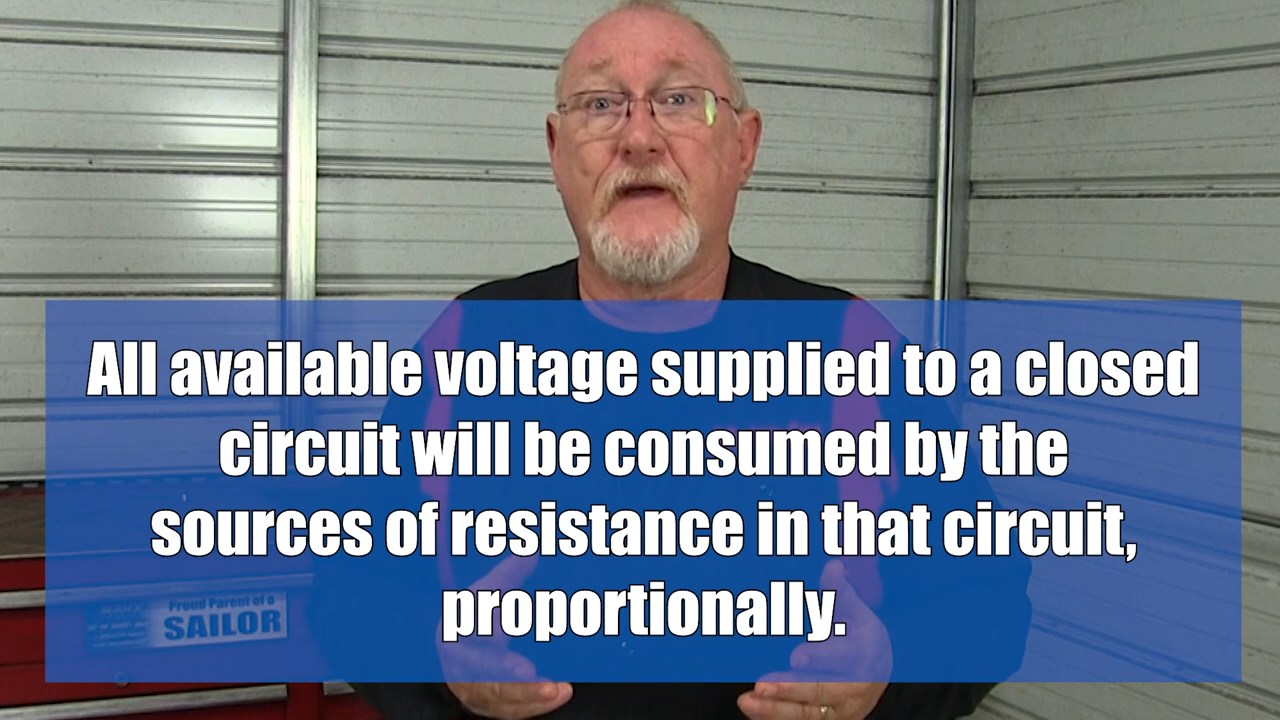 All available voltage supplied to a closed
circuit will be consumed by the
sources of resistance in that circuit,
proportionally.
Proud Parent of a
SAILOR